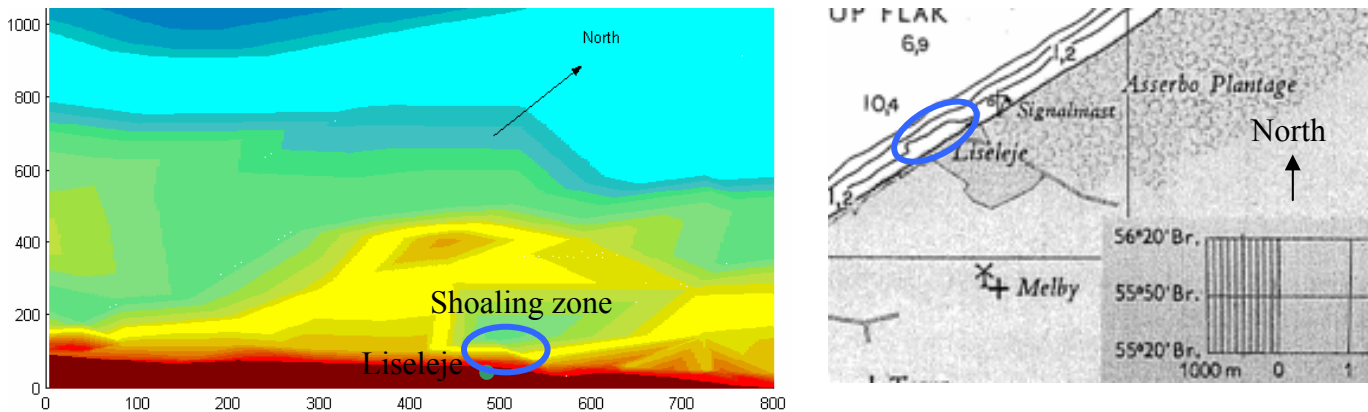 1000
800
600
400
200
0
0
100
200
300
400
500
600
700
800
North
Shoaling zone
Liseleje
UP FLAK
6,9
1,2
10,4
Signalmast
Asserbo Plantage
Liseleje
North
1,2
Melby
56°20'Br.
55°50'Br.
55°20'Br.
1000 m
0
1